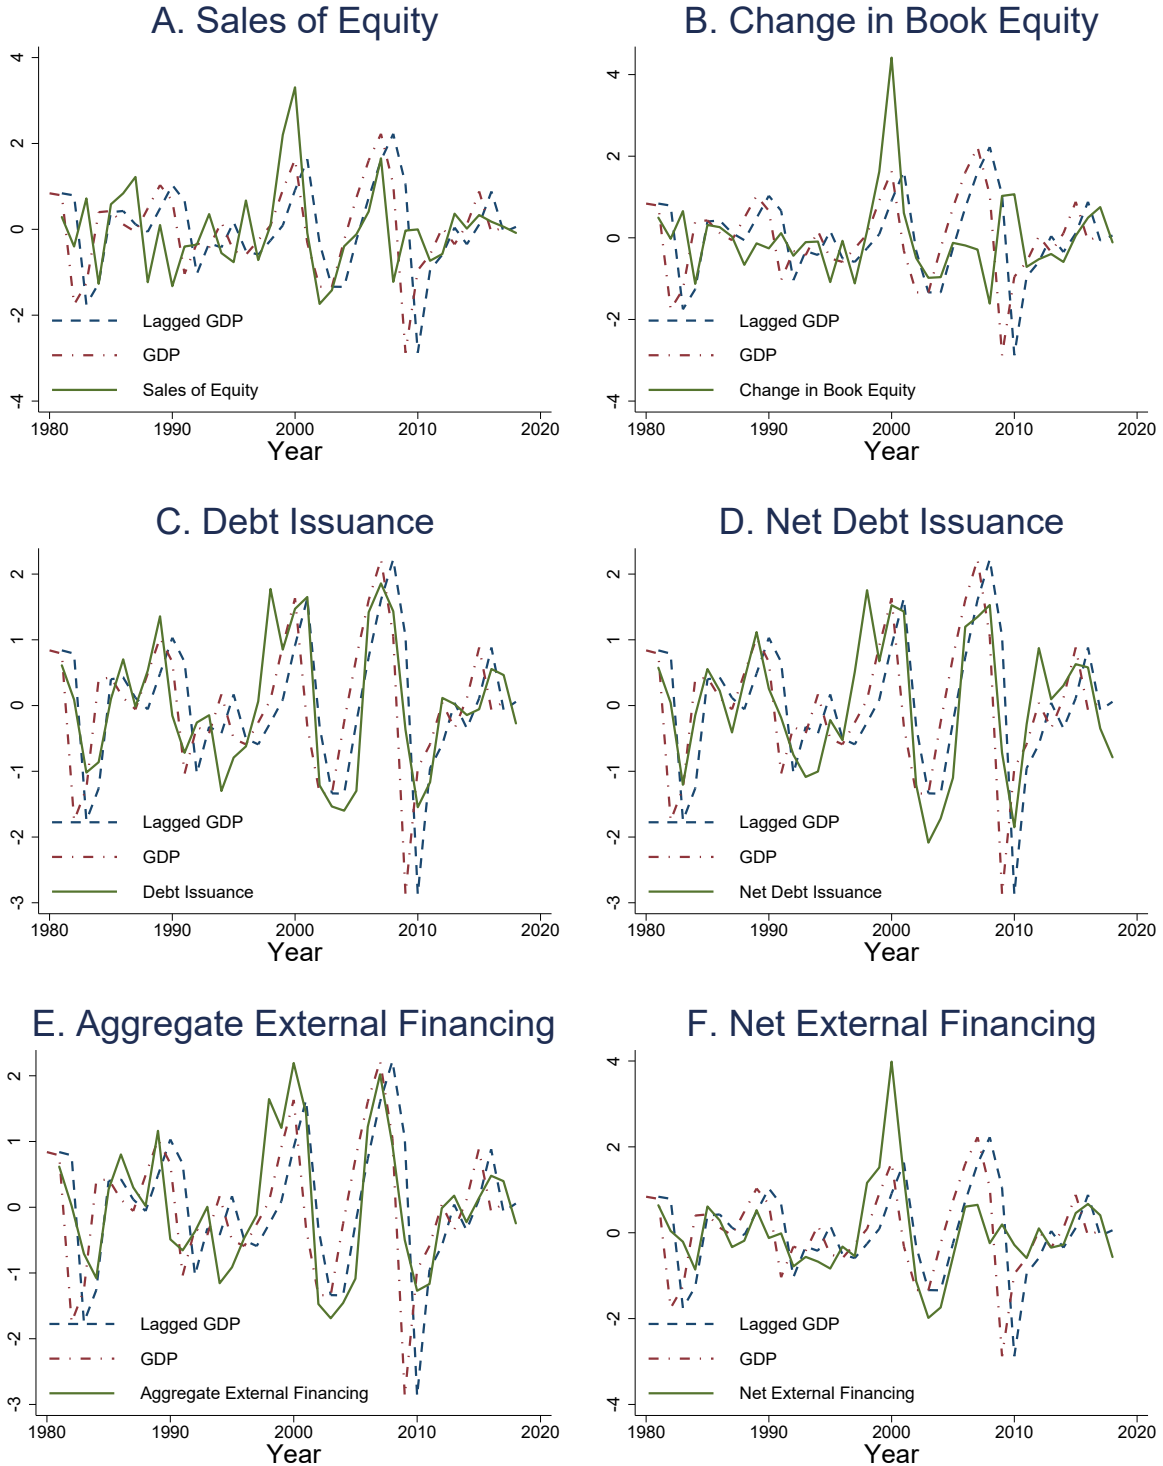 A. Sales of Equity
4
2
0
-2
-4
Lagged GDP
GDP
Sales of Equity
1980 1990 2000 2010 2020
Year
B. Change in Book Equity
4
2
0
-2
-4
Lagged GDP
GDP
Change in Book Equity
1980 1990 2000 2010 2020
Year
C. Debt Issuance
2
1
0
-1
-2
-3
Lagged GDP
GDP
Debt Issuance
1980 1990 2000 2010 2020
Year
D. Net Debt Issuance
2
1
0
-1
-2
-3
Lagged GDP
GDP
Net Debt Issuance
1980 1990 2000 2010 2020
Year
E. Aggregate External Financing
2
1
0
-1
-2
-3
Lagged GDP
GDP
Aggregate External Financing
1980 1990 2000 2010 2020
Year
F. Net External Financing
4
2
0
-2
-4
Lagged GDP
GDP
Net External Financing
1980 1990 2000 2010 2020
Year